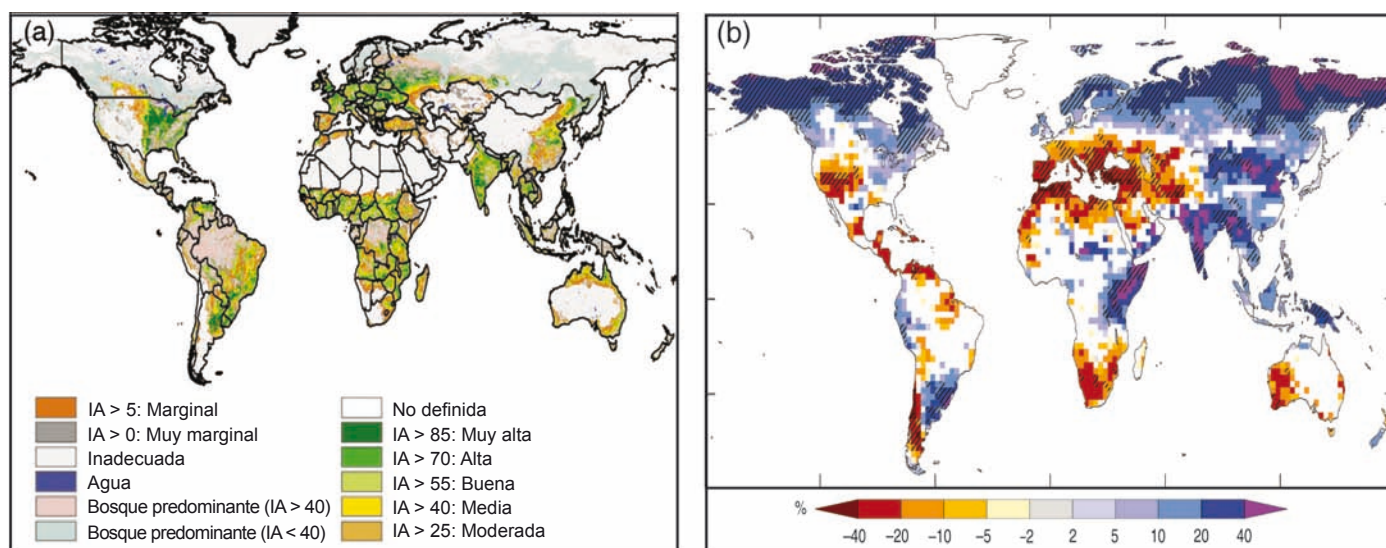 (a)
IA > 5: Marginal
IA > 0: Muy marginal
Inadecuada
Agua
Bosque predominante (IA > 40)
Bosque predominante (IA < 40)
No definida
IA > 85: Muy alta
IA > 70: Alta
IA > 55: Buena
IA > 40: Media
IA > 25: Moderada
(b)
%
−40 −20 −10 −5 −2 2 5 10 20 40